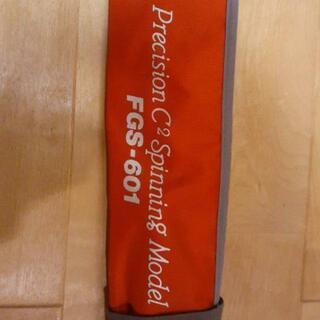 Precision C² Spinning Model
FGS-601